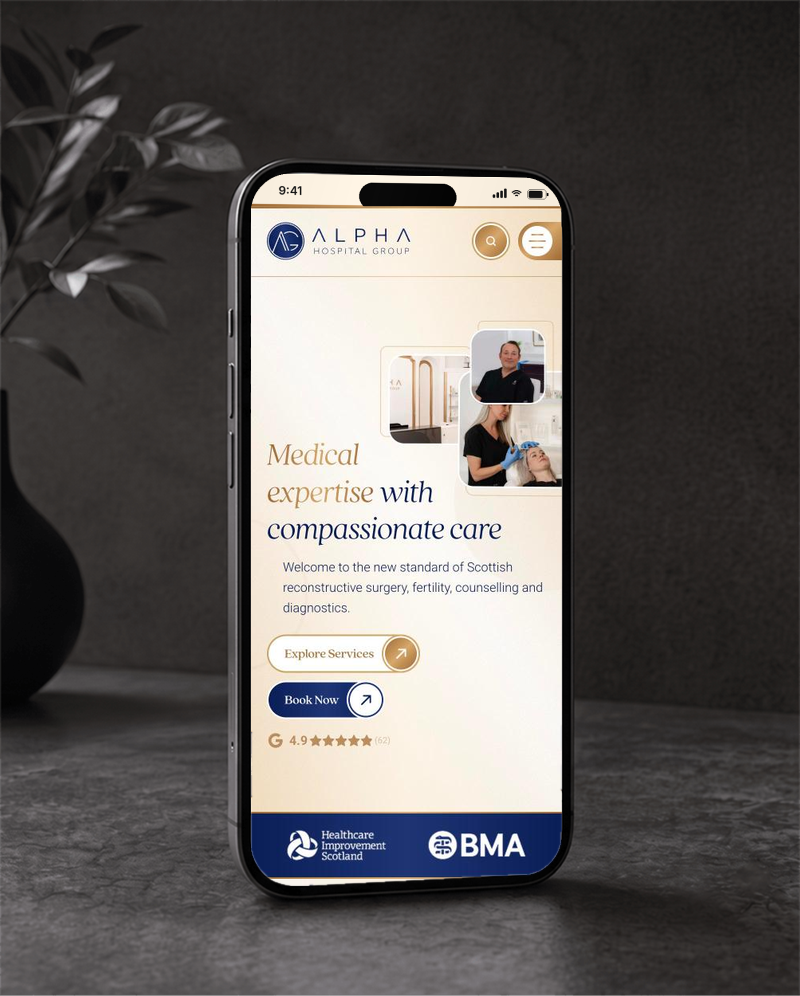 9:41
ALPHA
HOSPITAL GROUP
Medical
expertise with
compassionate care
Welcome to the new standard of Scottish
reconstructive surgery, fertility, counselling and
diagnostics.
Explore Services
Book Now
G 4.9 ★★★★★ (62)
Healthcare
Improvement
Scotland
BMA